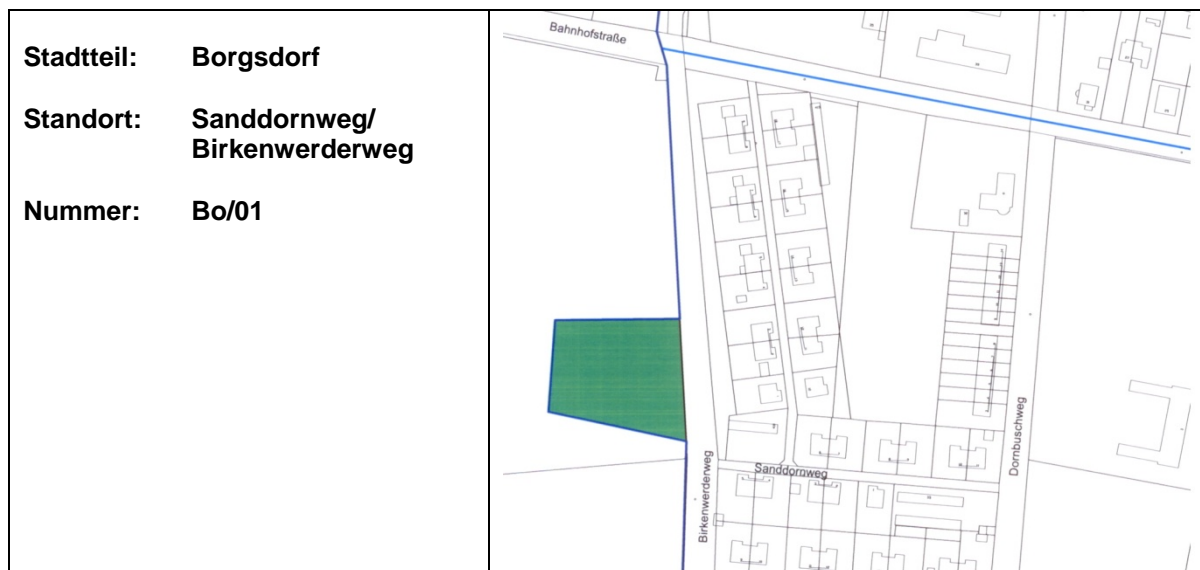 Stadtteil: Borgsdorf
Standort: Sanddornweg/
Birkenwerderweg
Nummer: Bo/01
Bahnhofstraße
Sanddornweg
Birkenwerderweg
Dornbuschweg